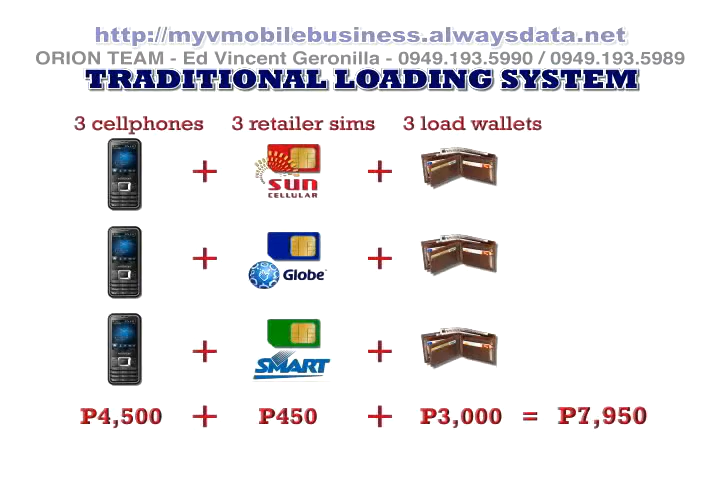 http://myvmobilebusiness.alwaysdata.net
ORION TEAM - Ed Vincent Geronilla - 0949.193.5990 / 0949.193.5989
TRADITIONAL LOADING SYSTEM
3 cellphones 3 retailer sims 3 load wallets
+ sun CELLULAR +
+ Globe +
+ SMART +
P4,500 + P450 + P3,000 = P7,950